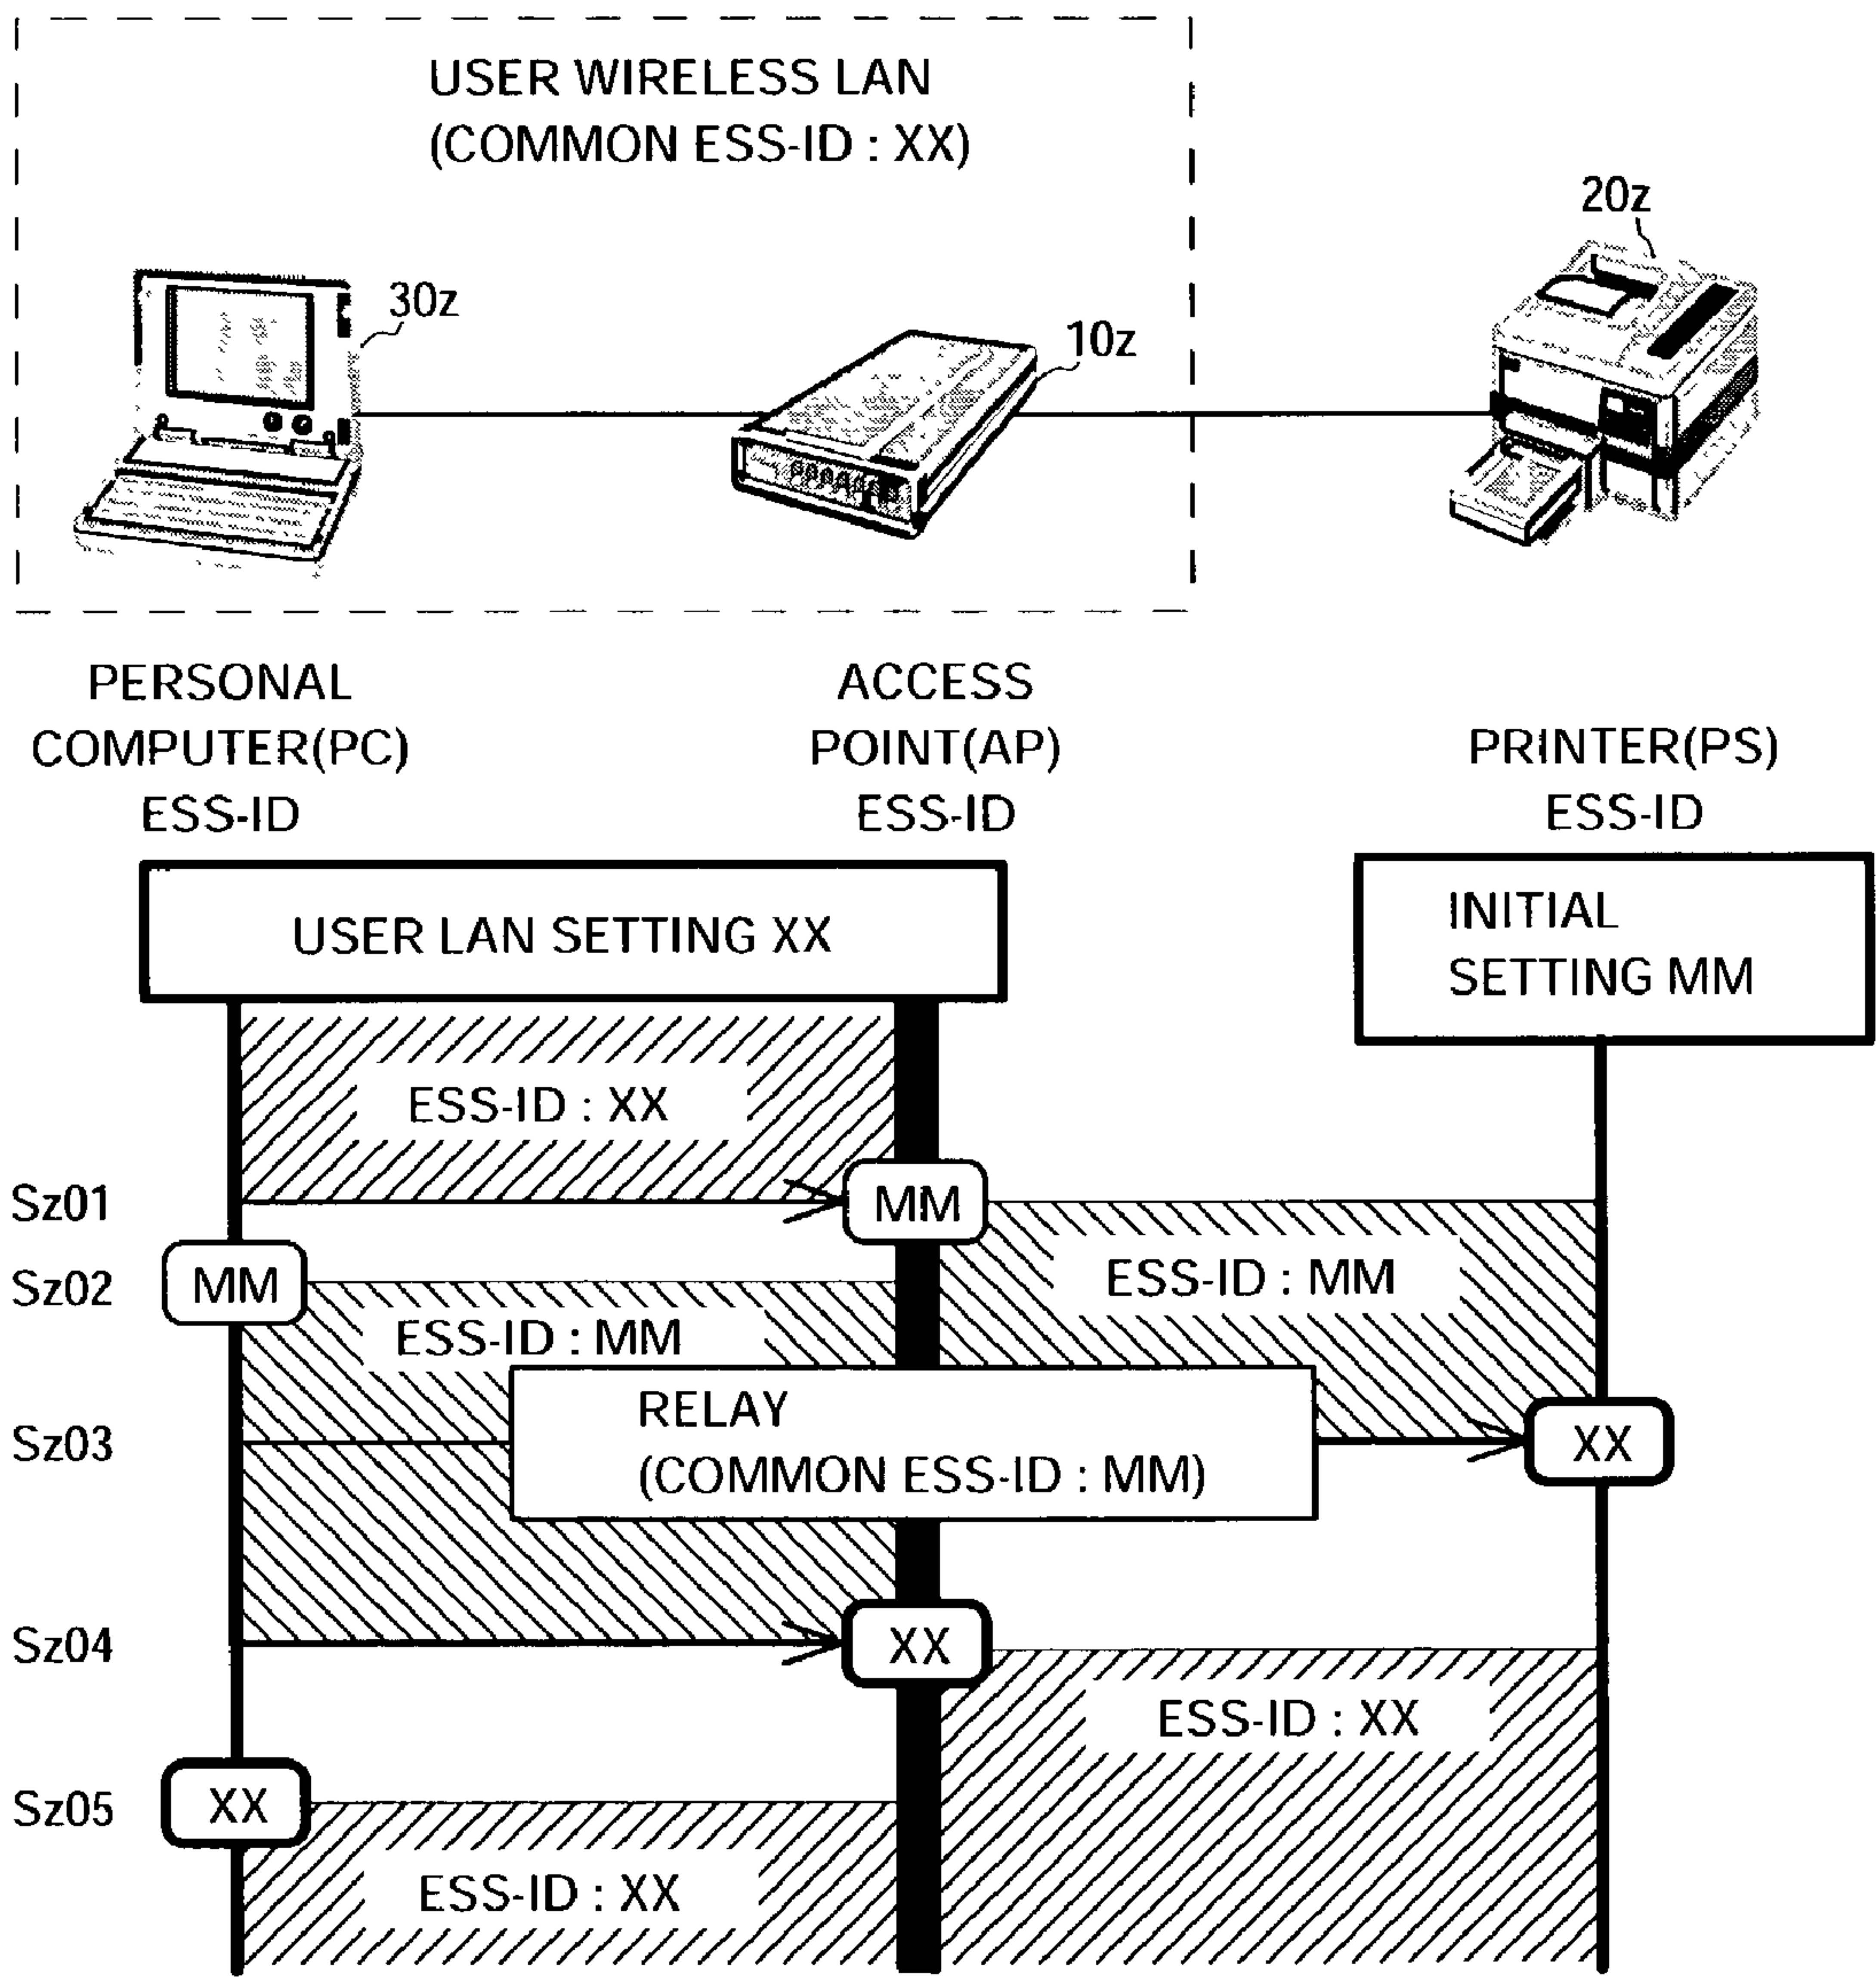 USER WIRELESS LAN
(COMMON ESS-ID : XX)
20z
30z
10z
PERSONAL
COMPUTER(PC)
ESS-ID
ACCESS
POINT(AP)
ESS-ID
PRINTER(PS)
ESS-ID
USER LAN SETTING XX
INITIAL
SETTING MM
ESS-ID : XX
Sz01
MM
ESS-ID : MM
Sz02
MM
ESS-ID : MM
RELAY
(COMMON ESS-ID : MM)
Sz03
XX
Sz04
XX
ESS-ID : XX
Sz05
XX
ESS-ID : XX